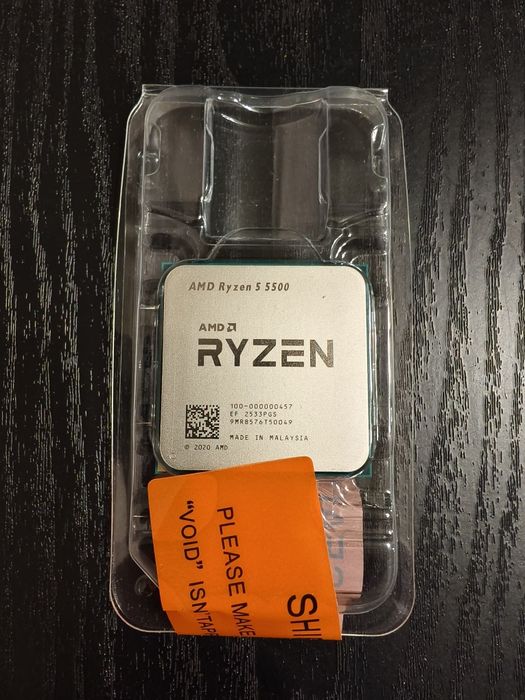 AMD Ryzen 5 5500
AMD
RYZEN
100-000000457
EF 2533PGS
9MR8576T50049
MADE IN MALAYSIA
© 2020 AMD
PLEASE MAKE
"VOID" ISN'T